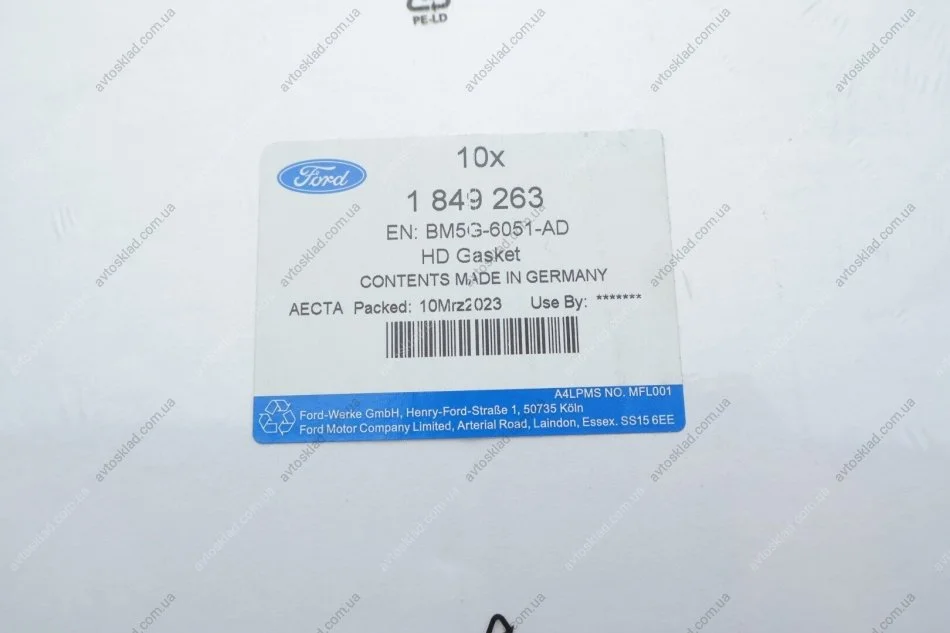 PE-LD
10x
Ford
1 849 263
EN: BM5G-6051-AD
HD Gasket
CONTENTS MADE IN GERMANY
AECTA Packed: 10Mrz2023 Use By: *******
A4LPMS NO. MFL001
Ford-Werke GmbH, Henry-Ford-Straße 1, 50735 Köln
Ford Motor Company Limited, Arterial Road, Laindon, Essex. SS15 6EE
avtosklad.com.ua